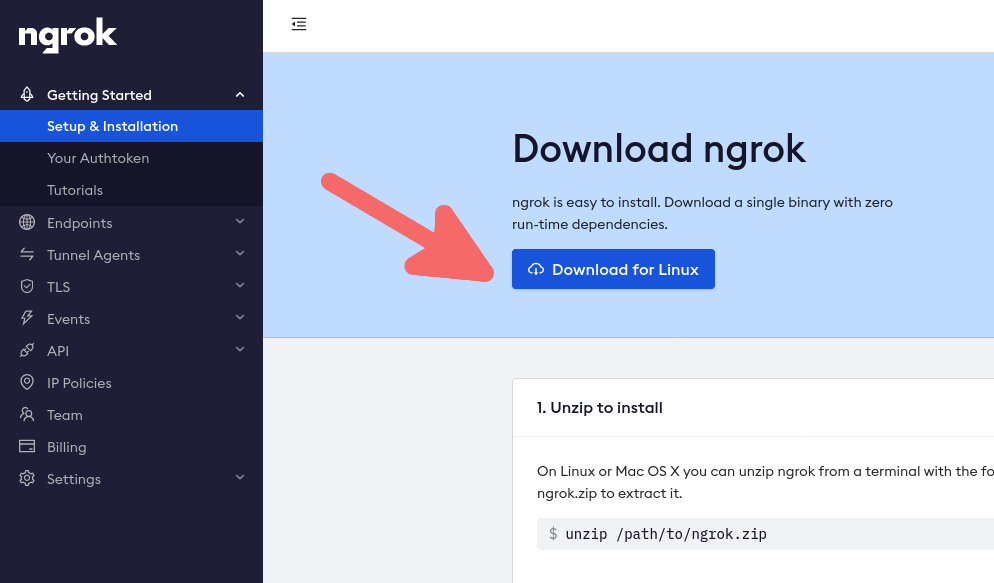 ngrok
Getting Started
Setup & Installation
Your Authtoken
Tutorials
Endpoints
Tunnel Agents
TLS
Events
API
IP Policies
Team
Billing
Settings
Download ngrok
ngrok is easy to install. Download a single binary with zero
run-time dependencies.
Download for Linux
1. Unzip to install
On Linux or Mac OS X you can unzip ngrok from a terminal with the fo
ngrok.zip to extract it.
$ unzip /path/to/ngrok.zip